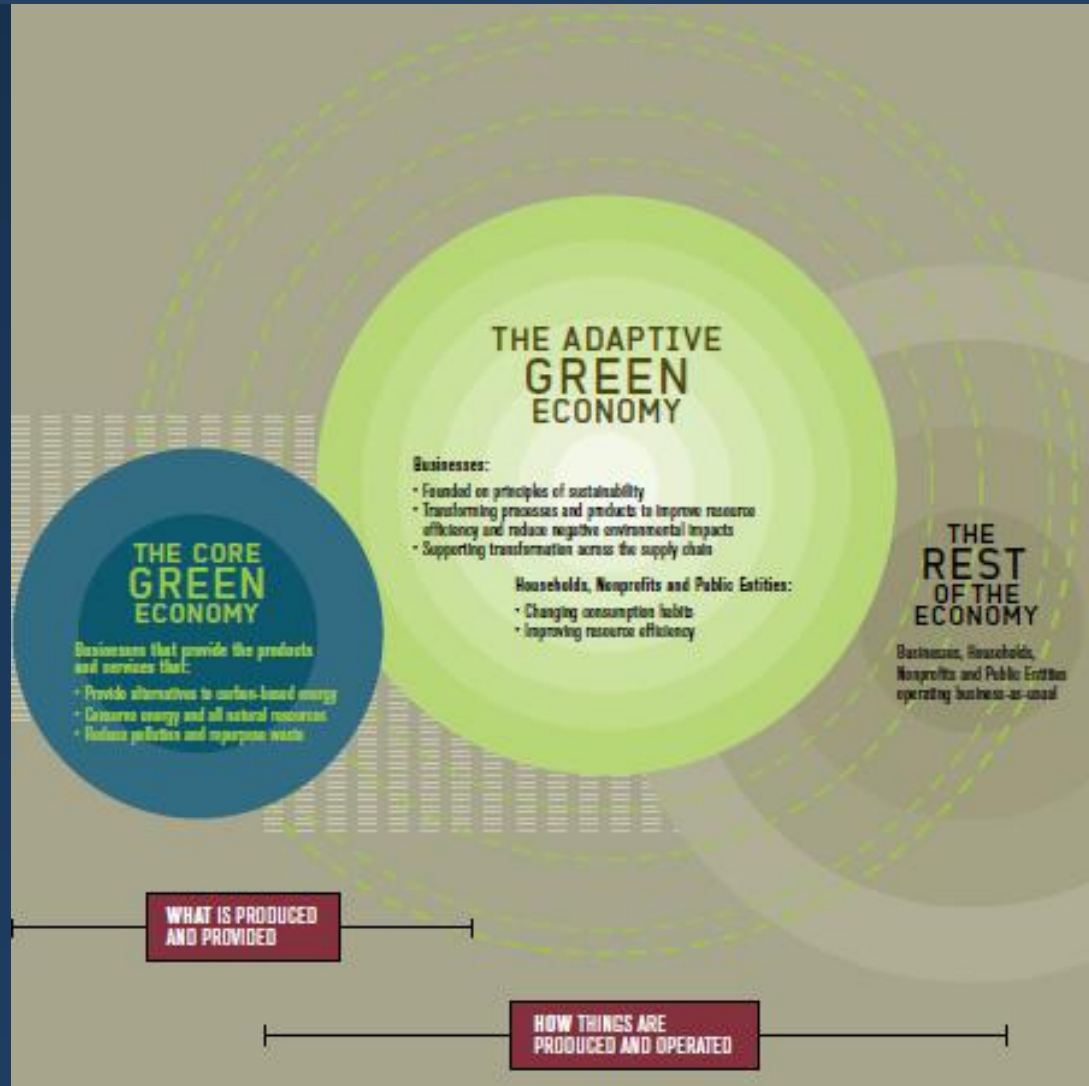 THE ADAPTIVE
GREEN
ECONOMY
Businesses:
• Founded on principles of sustainability
• Transforming processes and products to improve resource
efficiency and reduce negative environmental impacts
• Supporting transformation across the supply chain
Households, Nonprofits and Public Entities:
• Changing consumption habits
• Improving resource efficiency
THE CORE
GREEN
ECONOMY
Businesses that provide the products
and services that:
• Provide alternatives to carbon-based energy
• Conserve energy and all natural resources
• Reduce pollution and repurpose waste
THE
REST
OF THE
ECONOMY
Businesses, Households,
Nonprofits and Public Entities
operating business-as-usual
WHAT IS PRODUCED
AND PROVIDED
HOW THINGS ARE
PRODUCED AND OPERATED